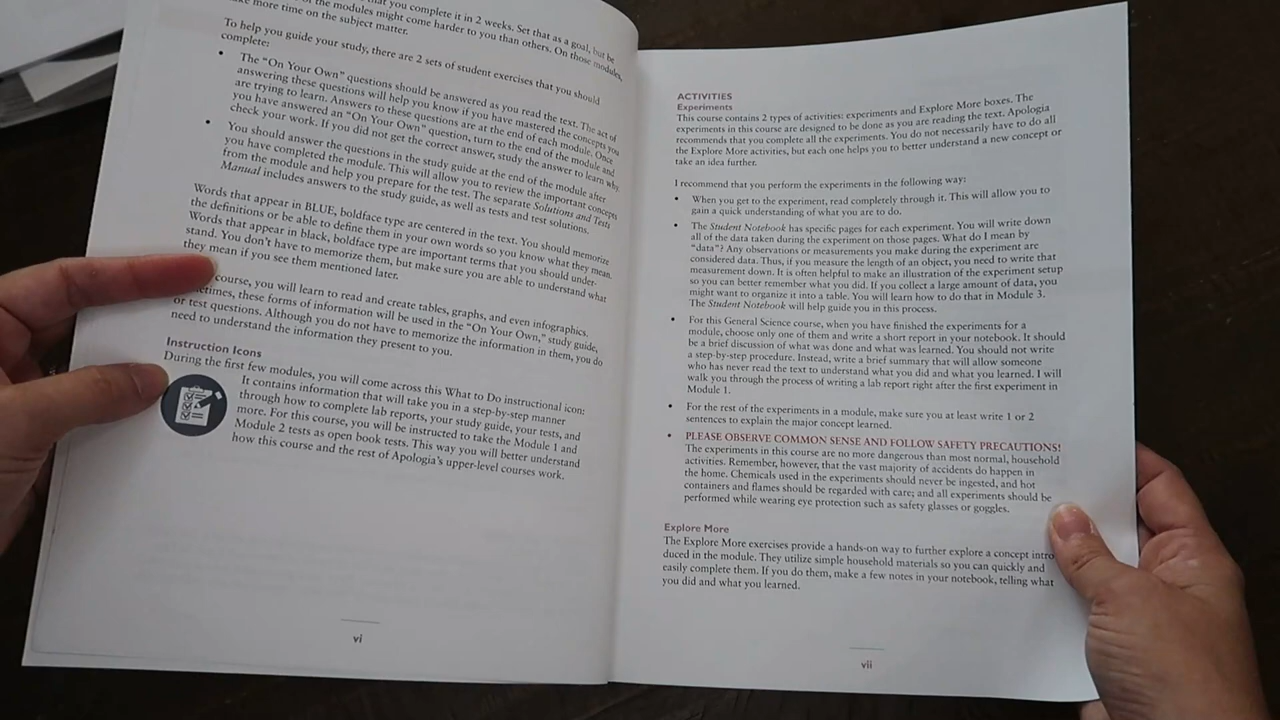 that you complete it in 2 weeks. Set that as a goal, but be
of the modules might come harder to you than others. On those modules,
more time on the subject matter.
To help you guide your study, there are 2 sets of student exercises that you should
complete:
• The “On Your Own” questions should be answered as you read the text. The act of
answering these questions will help you know if you have mastered the concepts you
are trying to learn. Answers to these questions are at the end of each module. Once
you have answered an “On Your Own” question, turn to the end of the module and
check your work. If you did not get the correct answer, study the answer to learn why.
• You should answer the questions in the study guide at the end of the module after
you have completed the module. This will allow you to review the important concepts
from the module and help you prepare for the test. The separate Solutions and Tests
Manual includes answers to the study guide, as well as tests and test solutions.
Words that appear in BLUE, boldface type are centered in the text. You should memorize
the definitions or be able to define them in your own words so you know what they mean.
Words that appear in black, boldface type are important terms that you should under-
stand. You don’t have to memorize them, but make sure you are able to understand what
they mean if you see them mentioned later.
course, you will learn to read and create tables, graphs, and even infographics.
these forms of information will be used in the “On Your Own,” study guide,
or test questions. Although you do not have to memorize the information in them, you do
need to understand the information they present to you.
Instruction Icons
During the first few modules, you will come across this What to Do instructional icon:
It contains information that will take you in a step-by-step manner
through how to complete lab reports, your study guide, your tests, and
more. For this course, you will be instructed to take the Module 1 and
Module 2 tests as open book tests. This way you will better understand
how this course and the rest of Apologia’s upper-level courses work.
vi
ACTIVITIES
Experiments
This course contains 2 types of activities: experiments and Explore More boxes. The
experiments in this course are designed to be done as you are reading the text. Apologia
recommends that you complete all the experiments. You do not necessarily have to do all
the Explore More activities, but each one helps you to better understand a new concept or
take an idea further.
I recommend that you perform the experiments in the following way:
• When you get to the experiment, read completely through it. This will allow you to
gain a quick understanding of what you are to do.
• The Student Notebook has specific pages for each experiment. You will write down
all of the data taken during the experiment on those pages. What do I mean by
“data”? Any observations or measurements you make during the experiment are
considered data. Thus, if you measure the length of an object, you need to write that
measurement down. It is often helpful to make an illustration of the experiment setup
so you can better remember what you did. If you collect a large amount of data, you
might want to organize it into a table. You will learn how to do that in Module 3.
The Student Notebook will help guide you in this process.
• For this General Science course, when you have finished the experiments for a
module, choose only one of them and write a short report in your notebook. It should
be a brief discussion of what was done and what was learned. You should not write
a step-by-step procedure. Instead, write a brief summary that will allow someone
who has never read the text to understand what you did and what you learned. I will
walk you through the process of writing a lab report right after the first experiment in
Module 1.
• For the rest of the experiments in a module, make sure you at least write 1 or 2
sentences to explain the major concept learned.
• PLEASE OBSERVE COMMON SENSE AND FOLLOW SAFETY PRECAUTIONS!
The experiments in this course are no more dangerous than most normal, household
activities. Remember, however, that the vast majority of accidents do happen in
the home. Chemicals used in the experiments should never be ingested, and hot
containers and flames should be regarded with care; and all experiments should be
performed while wearing eye protection such as safety glasses or goggles.
Explore More
The Explore More exercises provide a hands-on way to further explore a concept intro
duced in the module. They utilize simple household materials so you can quickly and
easily complete them. If you do them, make a few notes in your notebook, telling what
you did and what you learned.
vii